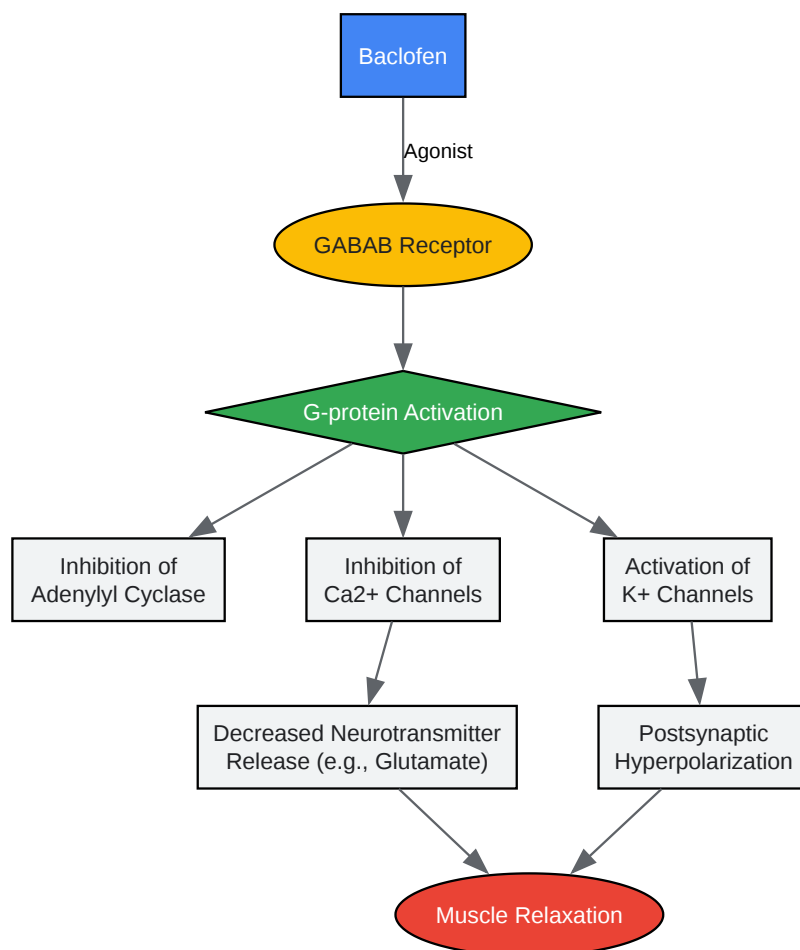 Baclofen
Agonist
GABAB Receptor
G-protein Activation
Inhibition of
Adenylyl Cyclase
Inhibition of
Ca2+ Channels
Activation of
K+ Channels
Decreased Neurotransmitter
Release (e.g., Glutamate)
Postsynaptic
Hyperpolarization
Muscle Relaxation